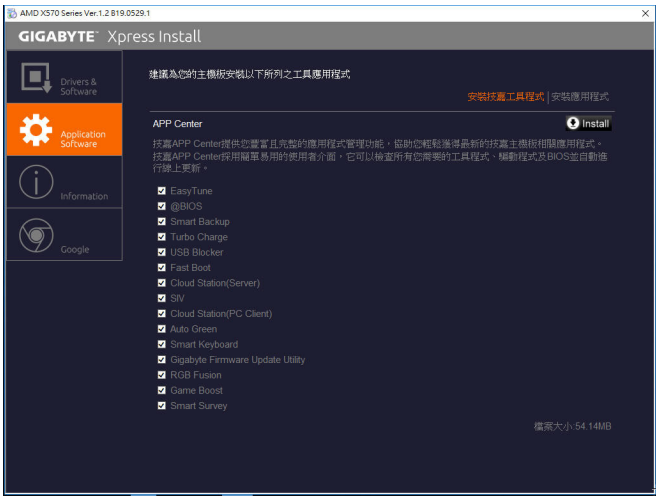 AMD X570 Series Ver.1.2 B19.0529.1
GIGABYTE™ Xpress Install
Drivers &
Software
Application
Software
Information
Google
建議為您的主機板安裝以下所列之工具應用程式
安裝技嘉工具程式 | 安裝應用程式
APP Center
Install
技嘉APP Center提供您豐富且完整的應用程式管理功能，協助您輕鬆獲得最新的技嘉主機板相關應用程式。
技嘉APP Center採用簡單易用的使用者介面，它可以檢查所有您需要的工具程式、驅動程式及BIOS並自動進
行線上更新。
EasyTune
@BIOS
Smart Backup
Turbo Charge
USB Blocker
Fast Boot
Cloud Station(Server)
SIV
Cloud Station(PC Client)
Auto Green
Smart Keyboard
Gigabyte Firmware Update Utility
RGB Fusion
Game Boost
Smart Survey
檔案大小:54.14MB